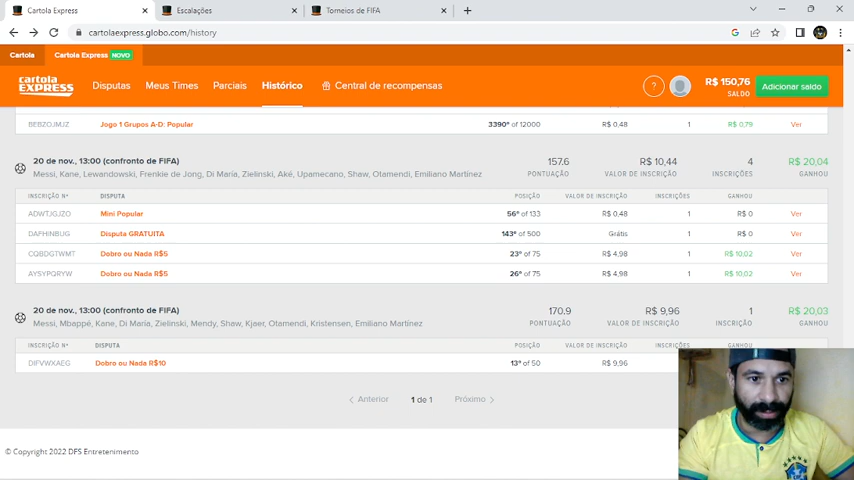 Cartola Express
Escalações
Torneios de FIFA
cartolaexpress.globo.com/history
Cartola
Cartola Express NOVO
cartola EXPRESS
Disputas
Meus Times
Parciais
Histórico
Central de recompensas
?
R$ 150,76
SALDO
Adicionar saldo
BEBZOJMJZ Jogo 1 Grupos A-D: Popular 3390º of 12000 R$ 0,48 1 R$ 0,79 Ver
20 de nov., 13:00 (confronto de FIFA) 157.6 R$ 10,44 4 R$ 20,04
Messi, Kane, Lewandowski, Frenkie de Jong, Di María, Zielinski, Aké, Upamecano, Shaw, Otamendi, Emiliano Martínez PONTUAÇÃO VALOR DE INSCRIÇÃO INSCRIÇÕES GANHOU
INSCRIÇÃO Nº DISPUTA POSIÇÃO VALOR DE INSCRIÇÃO INSCRIÇÕES GANHOU
ADWTJGJZO Mini Popular 56º of 133 R$ 0,48 1 R$ 0 Ver
DAFHINBUG Disputa GRATUITA 143º of 500 Grátis 1 R$ 0 Ver
CQBDGTWMT Dobro ou Nada R$5 23º of 75 R$ 4,98 1 R$ 10,02 Ver
AYSYPQRYW Dobro ou Nada R$5 26º of 75 R$ 4,98 1 R$ 10,02 Ver
20 de nov., 13:00 (confronto de FIFA) 170.9 R$ 9,96 1 R$ 20,03
Messi, Mbappé, Kane, Di María, Zielinski, Mendy, Shaw, Kjaer, Otamendi, Kristensen, Emiliano Martínez PONTUAÇÃO VALOR DE INSCRIÇÃO INSCRIÇÃO GANHOU
INSCRIÇÃO Nº DISPUTA POSIÇÃO VALOR DE INSCRIÇÃO
DIFVWXAEG Dobro ou Nada R$10 13º of 50 R$ 9,96
Anterior 1 de 1 Próximo
© Copyright 2022 DFS Entretenimento